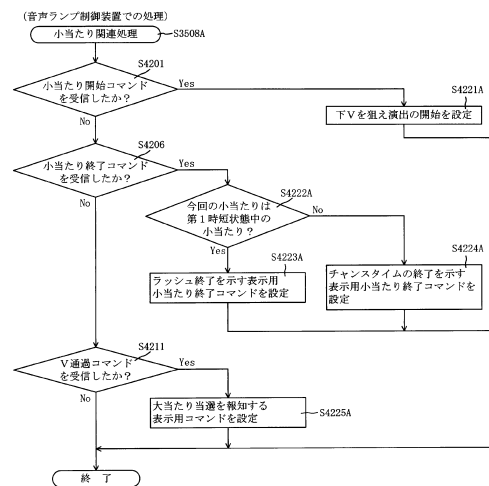 (音声ランプ制御装置での処理)
小当たり関連処理
S3508A
S4201
小当たり開始コマンド
を受信したか?
Yes
No
S4221A
下Vを狙え演出の開始を設定
S4206
小当たり終了コマンド
を受信したか?
Yes
No
S4222A
今回の小当たりは
第1時短状態中の
小当たり?
No
Yes
S4223A
ラッシュ終了を示す表示用
小当たり終了コマンドを設定
S4224A
チャンスタイムの終了を示す
表示用小当たり終了コマンドを
設定
S4211
V通過コマンド
を受信したか?
Yes
No
大当たり当選を報知する
表示用コマンドを設定
S4225A
終 了